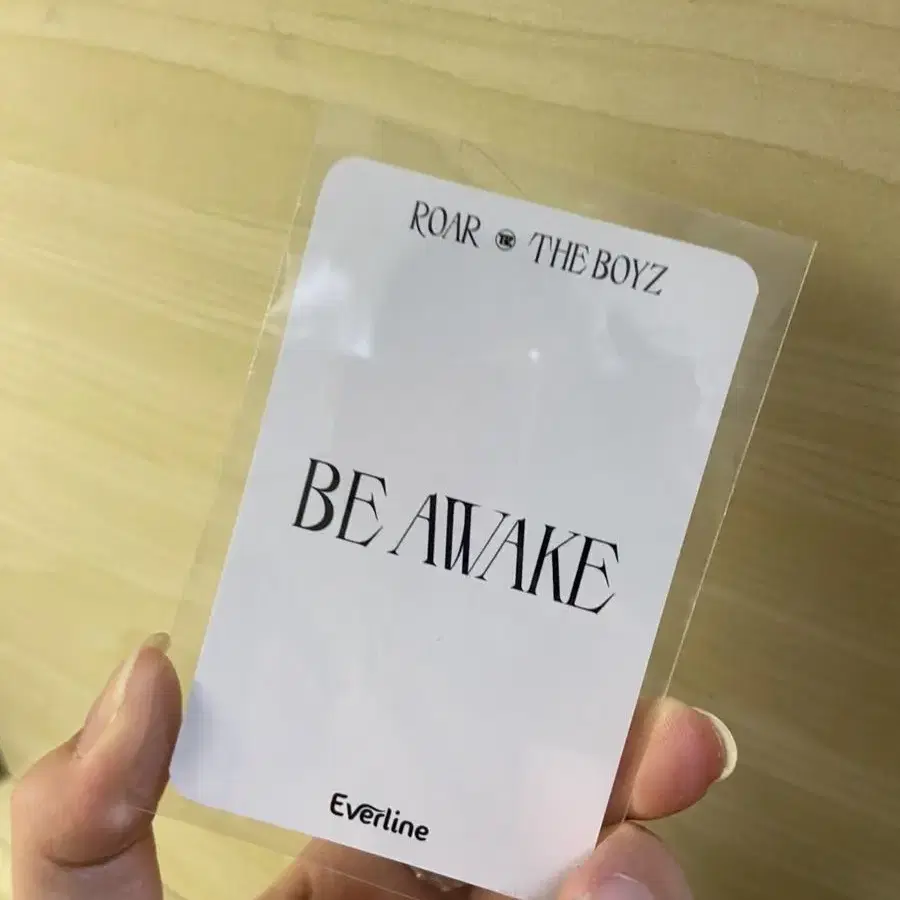 ROAR THE BOYZ
BE AWAKE
Everline